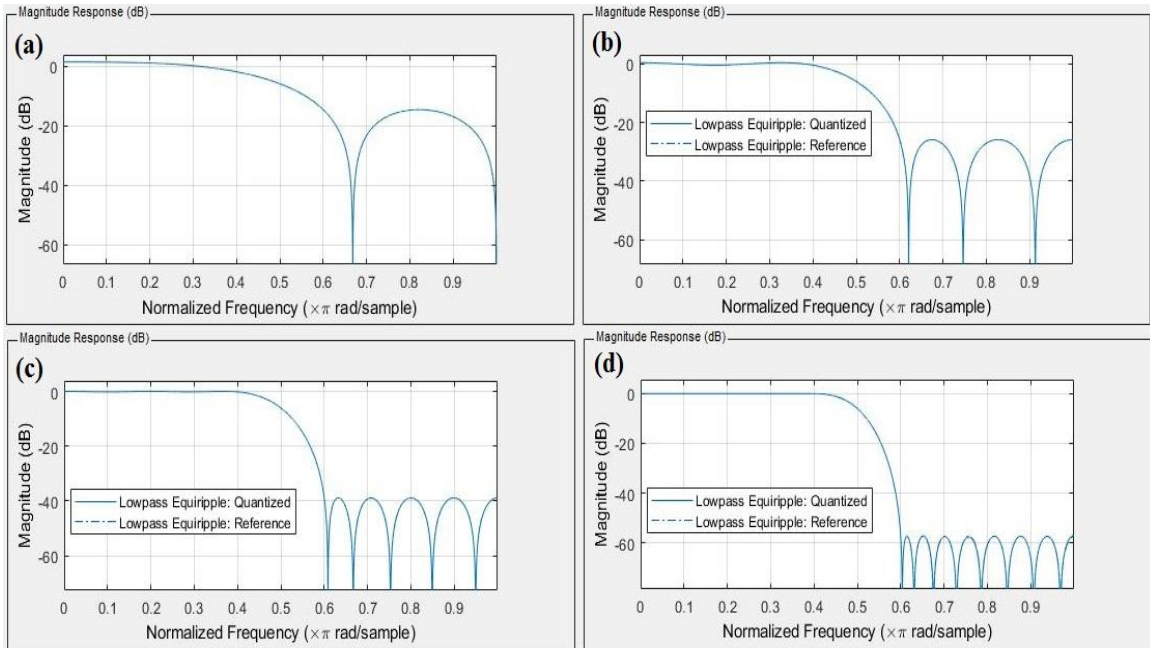 Magnitude Response (dB)
(a)
0
-20
-40
-60
Magnitude (dB)
0 0.1 0.2 0.3 0.4 0.5 0.6 0.7 0.8 0.9
Normalized Frequency (×π rad/sample)
Magnitude Response (dB)
(b)
0
-20
-40
-60
Magnitude (dB)
Lowpass Equiripple: Quantized
Lowpass Equiripple: Reference
0 0.1 0.2 0.3 0.4 0.5 0.6 0.7 0.8 0.9
Normalized Frequency (×π rad/sample)
Magnitude Response (dB)
(c)
0
-20
-40
-60
Magnitude (dB)
Lowpass Equiripple: Quantized
Lowpass Equiripple: Reference
0 0.1 0.2 0.3 0.4 0.5 0.6 0.7 0.8 0.9
Normalized Frequency (×π rad/sample)
Magnitude Response (dB)
(d)
0
-20
-40
-60
Magnitude (dB)
Lowpass Equiripple: Quantized
Lowpass Equiripple: Reference
0 0.1 0.2 0.3 0.4 0.5 0.6 0.7 0.8 0.9
Normalized Frequency (×π rad/sample)